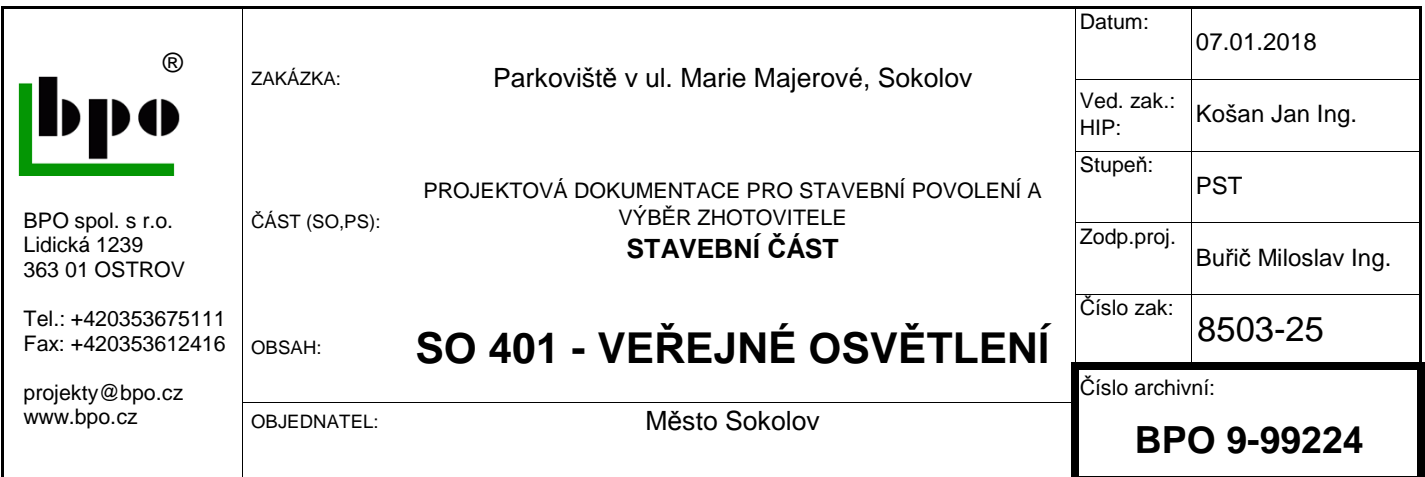 bpo ®
BPO spol. s r.o.
Lidická 1239
363 01 OSTROV
Tel.: +420353675111
Fax: +420353612416
projekty@bpo.cz
www.bpo.cz
ZAKÁZKA: Parkoviště v ul. Marie Majerové, Sokolov
ČÁST (SO,PS): PROJEKTOVÁ DOKUMENTACE PRO STAVEBNÍ POVOLENÍ A
VÝBĚR ZHOTOVITELE
STAVEBNÍ ČÁST
OBSAH: SO 401 - VEŘEJNÉ OSVĚTLENÍ
OBJEDNATEL: Město Sokolov
Datum: 07.01.2018
Ved. zak.:
HIP: Košan Jan Ing.
Stupeň: PST
Zodp.proj. Buřič Miloslav Ing.
Číslo zak: 8503-25
Číslo archivní:
BPO 9-99224